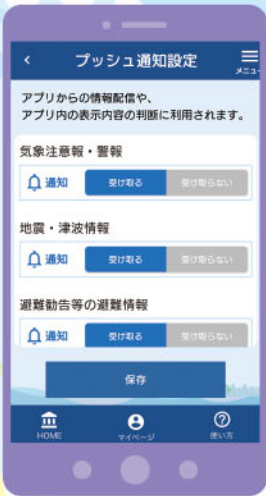 プッシュ通知設定
メニュー
アプリからの情報配信や、
アプリ内の表示内容の判断に利用されます。
気象注意報・警報
通知 受け取る 受け取らない
地震・津波情報
通知 受け取る 受け取らない
避難勧告等の避難情報
通知 受け取る 受け取らない
保存
HOME マイページ 使い方